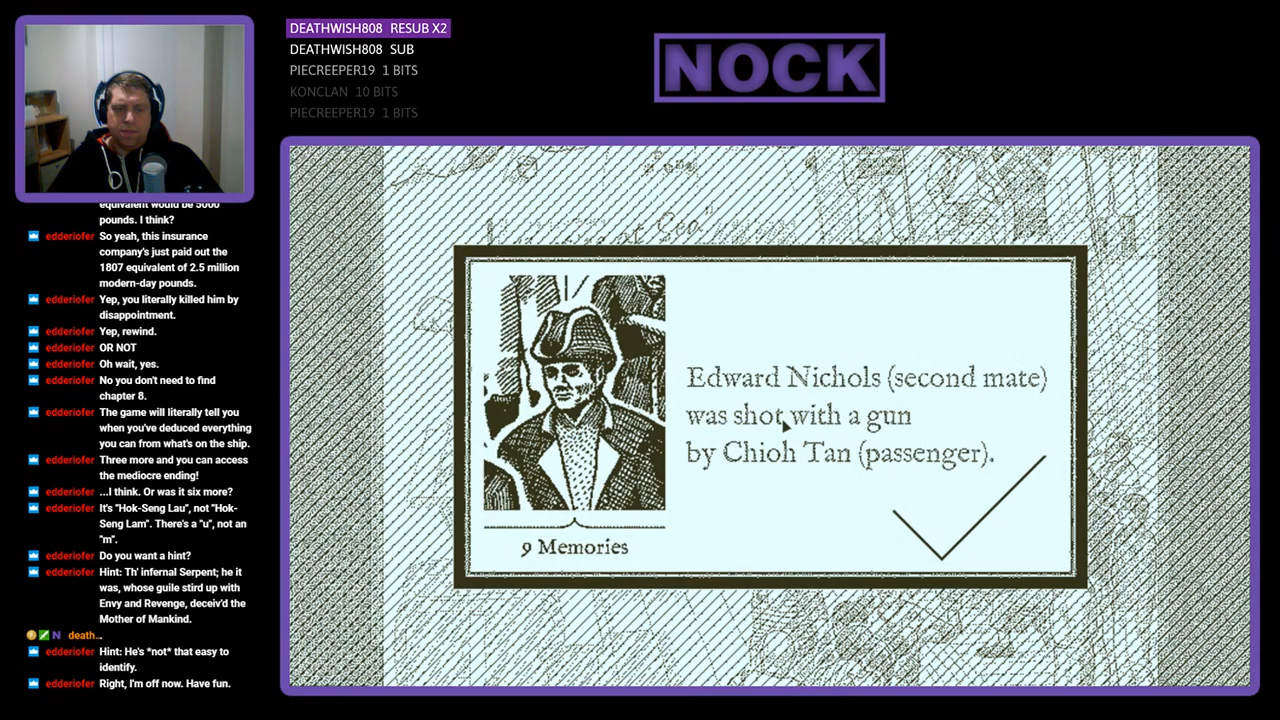 DEATHWISH808 RESUB X2
DEATHWISH808 SUB
PIECREEPER19 1 BITS
KONCLAN 10 BITS
PIECREEPER19 1 BITS
NOCK
equivalent would be 5000
pounds. I think?
edderiofer So yeah, this insurance
company's just paid out the
1807 equivalent of 2.5 million
modern-day pounds.
edderiofer Yep, you literally killed him by
disappointment.
edderiofer Yep, rewind.
edderiofer OR NOT
edderiofer Oh wait, yes.
edderiofer No you don't need to find
chapter 8.
edderiofer The game will literally tell you
when you've deduced everything
you can from what's on the ship.
edderiofer Three more and you can access
the mediocre ending!
edderiofer ...I think. Or was it six more?
edderiofer It's "Hok-Seng Lau", not "Hok-
Seng Lam". There's a "u", not an
"m".
edderiofer Do you want a hint?
edderiofer Hint: Th' infernal Serpent; he it
was, whose guile stird up with
Envy and Revenge, deceiv'd the
Mother of Mankind.
N death... .
edderiofer Hint: He's *not* that easy to
identify.
edderiofer Right, I'm off now. Have fun.
Edward Nichols (second mate)
was shot with a gun
by Chioh Tan (passenger).
9 Memories